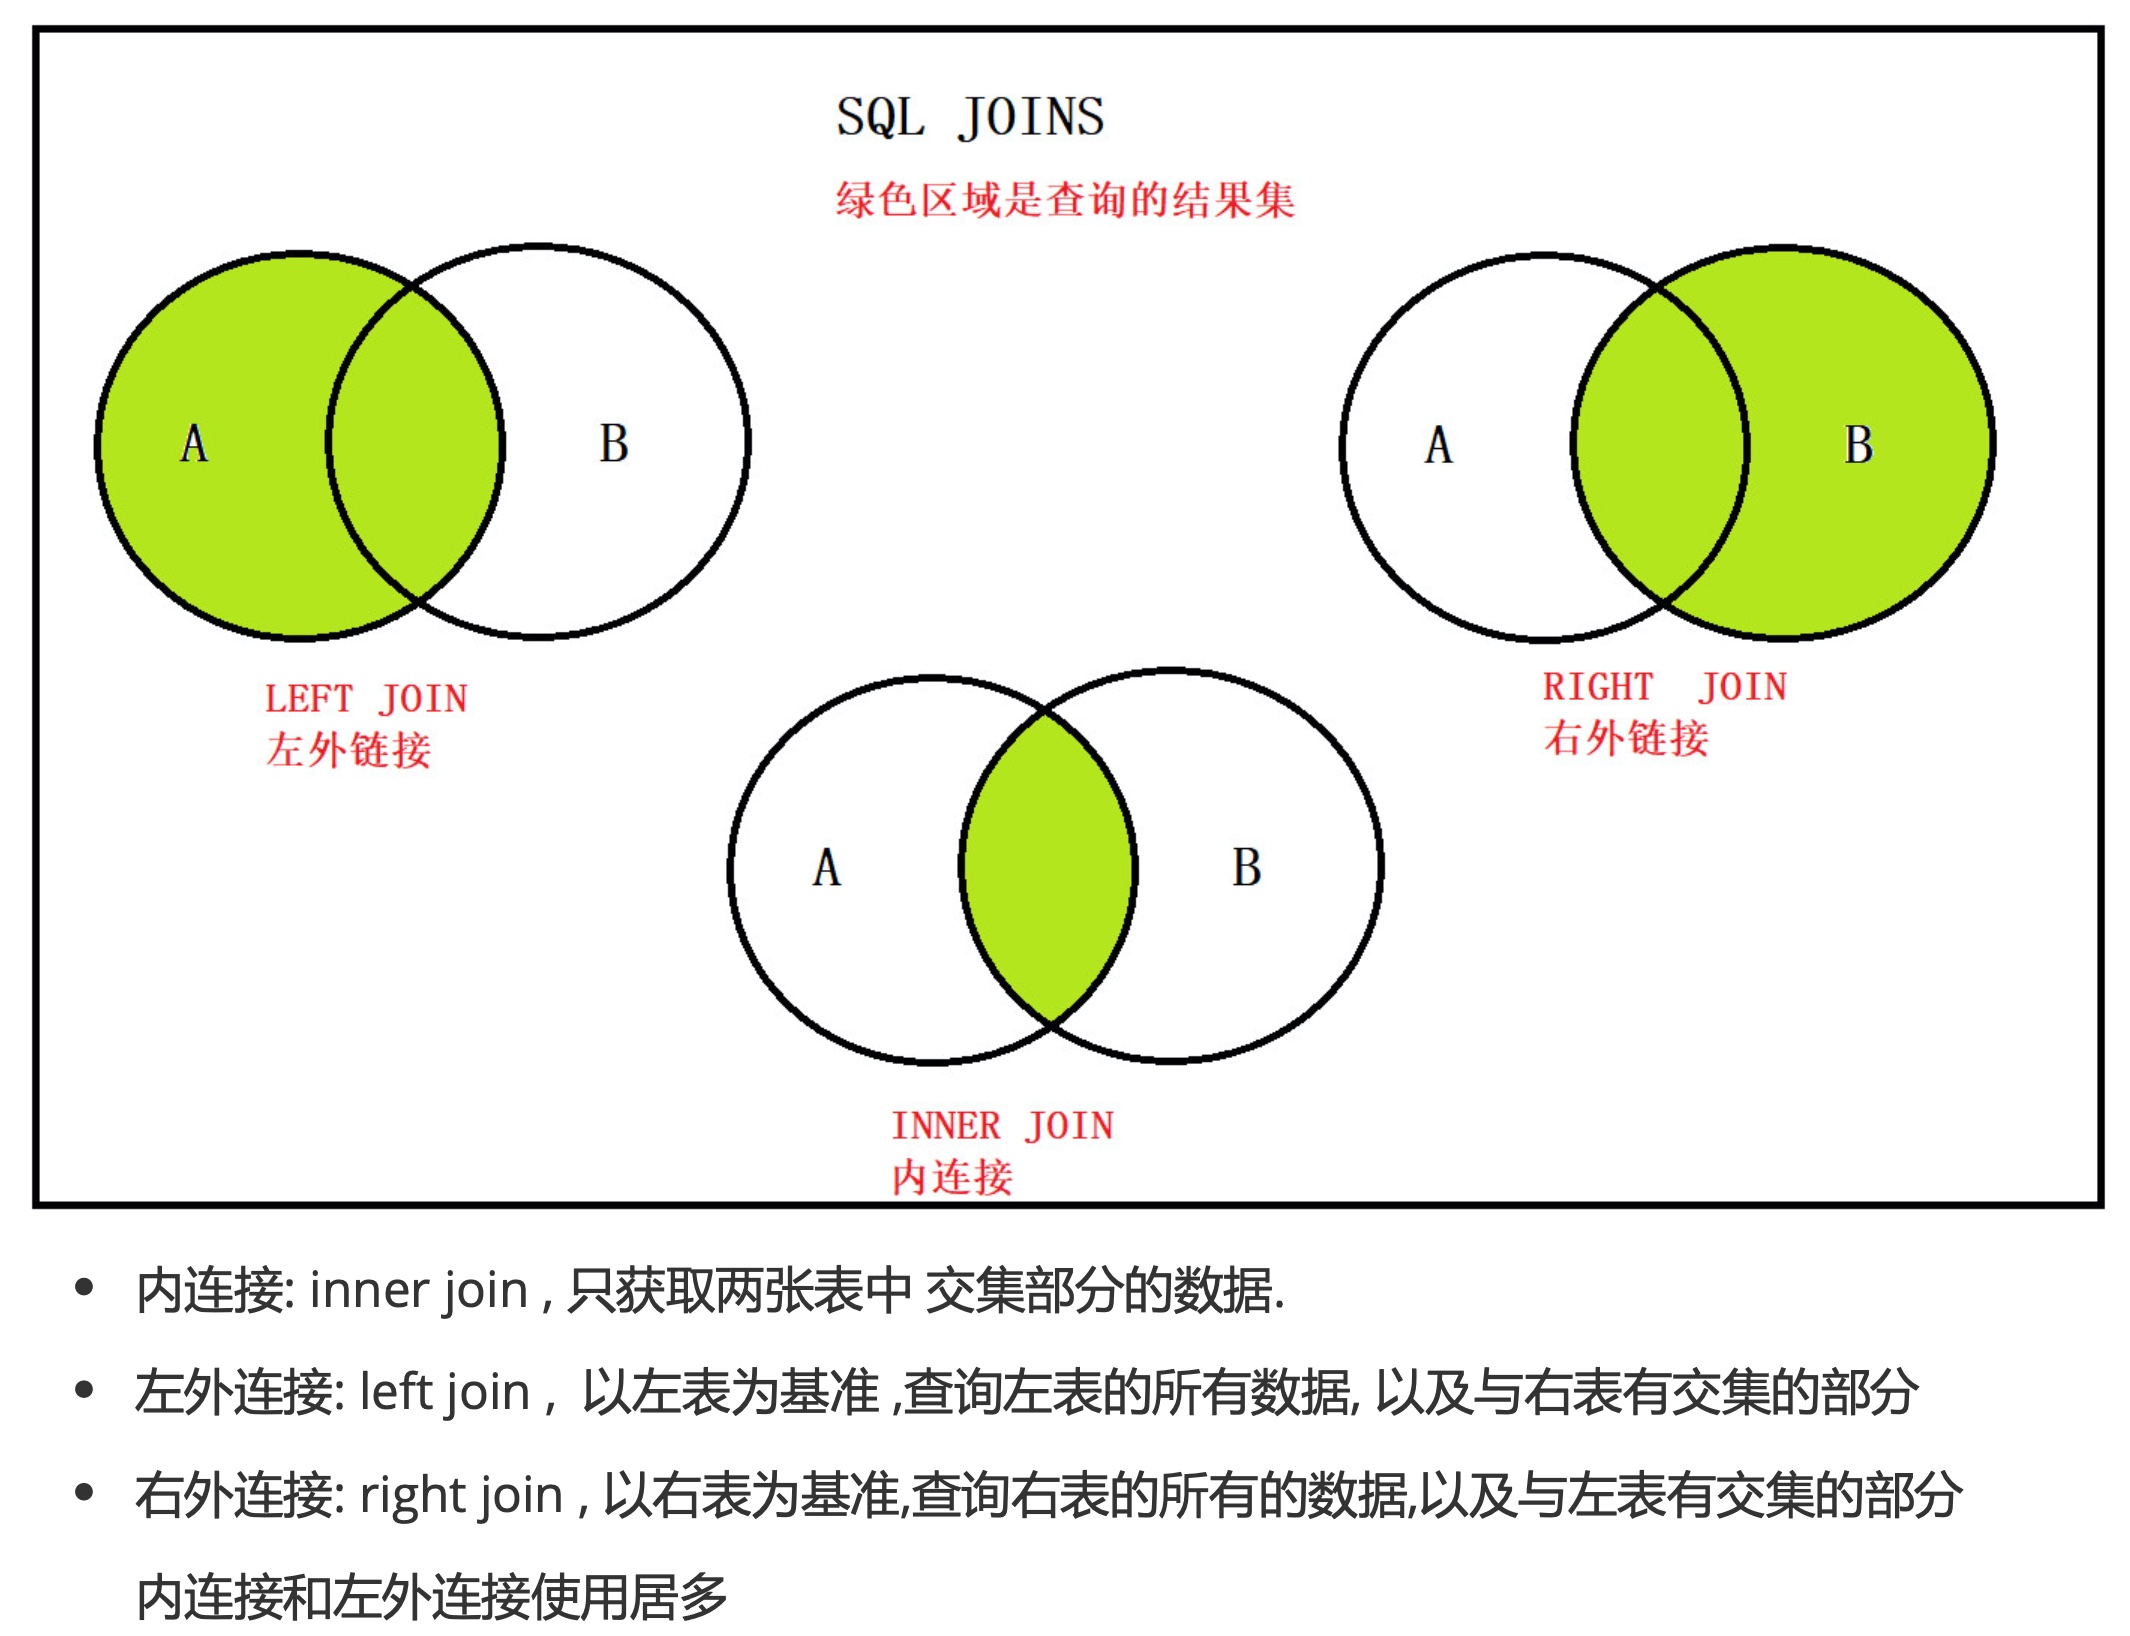 SQL JOINS
绿色区域是查询的结果集
A
B
A
B
LEFT JOIN
左外链接
RIGHT JOIN
右外链接
A
B
INNER JOIN
内连接
• 内连接: inner join , 只获取两张表中 交集部分的数据.
• 左外连接: left join , 以左表为基准 ,查询左表的所有数据, 以及与右表有交集的部分
• 右外连接: right join , 以右表为基准,查询右表的所有的数据,以及与左表有交集的部分
内连接和左外连接使用居多